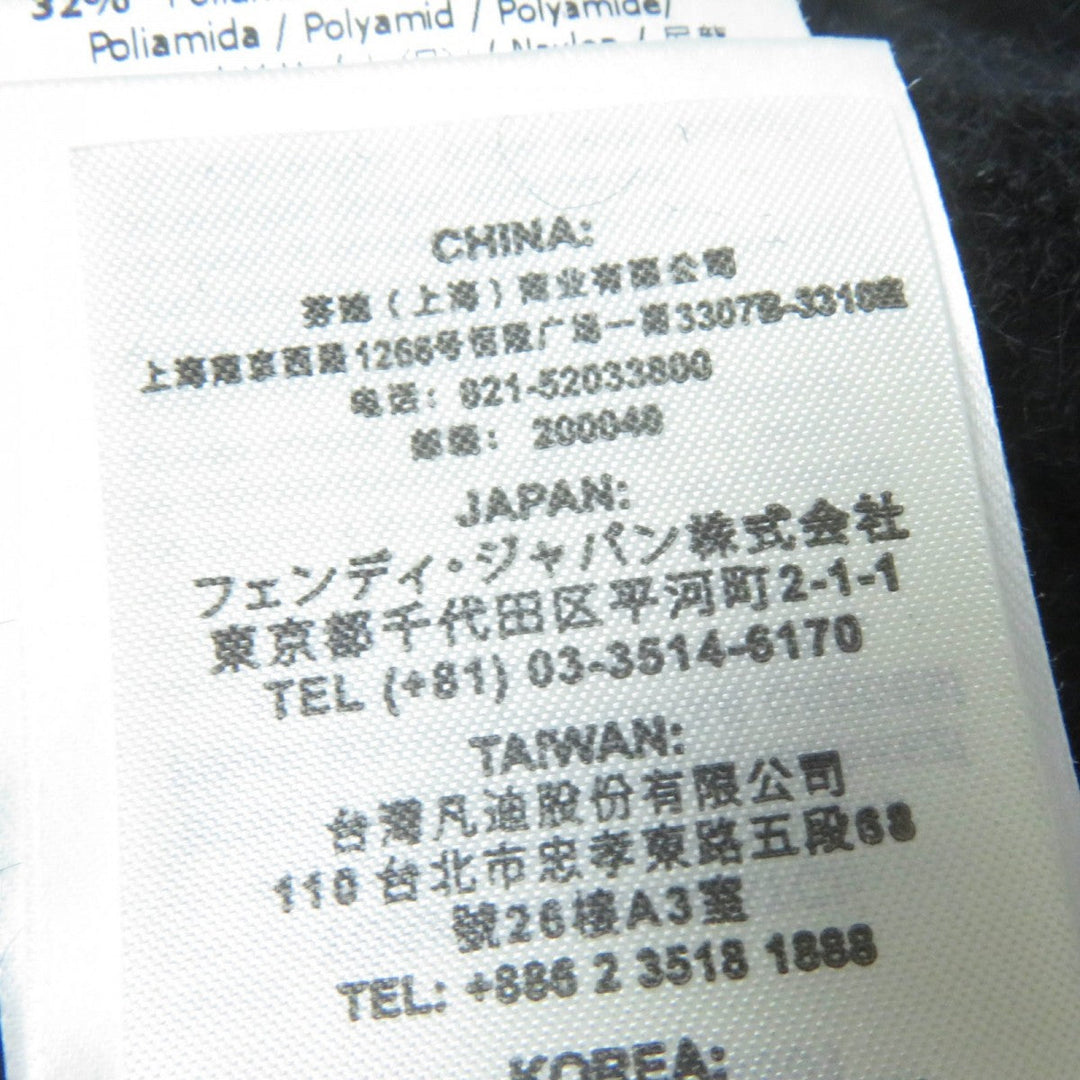 32%
Poliamida / Polyamid / Polyamide/
CHINA:
芬迪（上海）商业有限公司
上海南京西路1266号恒隆广场一期3307B-3310室
电话: 021-52033800
邮编: 200040
JAPAN:
フェンディ・ジャパン株式会社
東京都千代田区平河町2-1-1
TEL (+81) 03-3514-6170
TAIWAN:
台灣凡迪股份有限公司
110 台北市忠孝東路五段68
號26樓A3室
TEL: +886 2 3518 1888
KOREA: